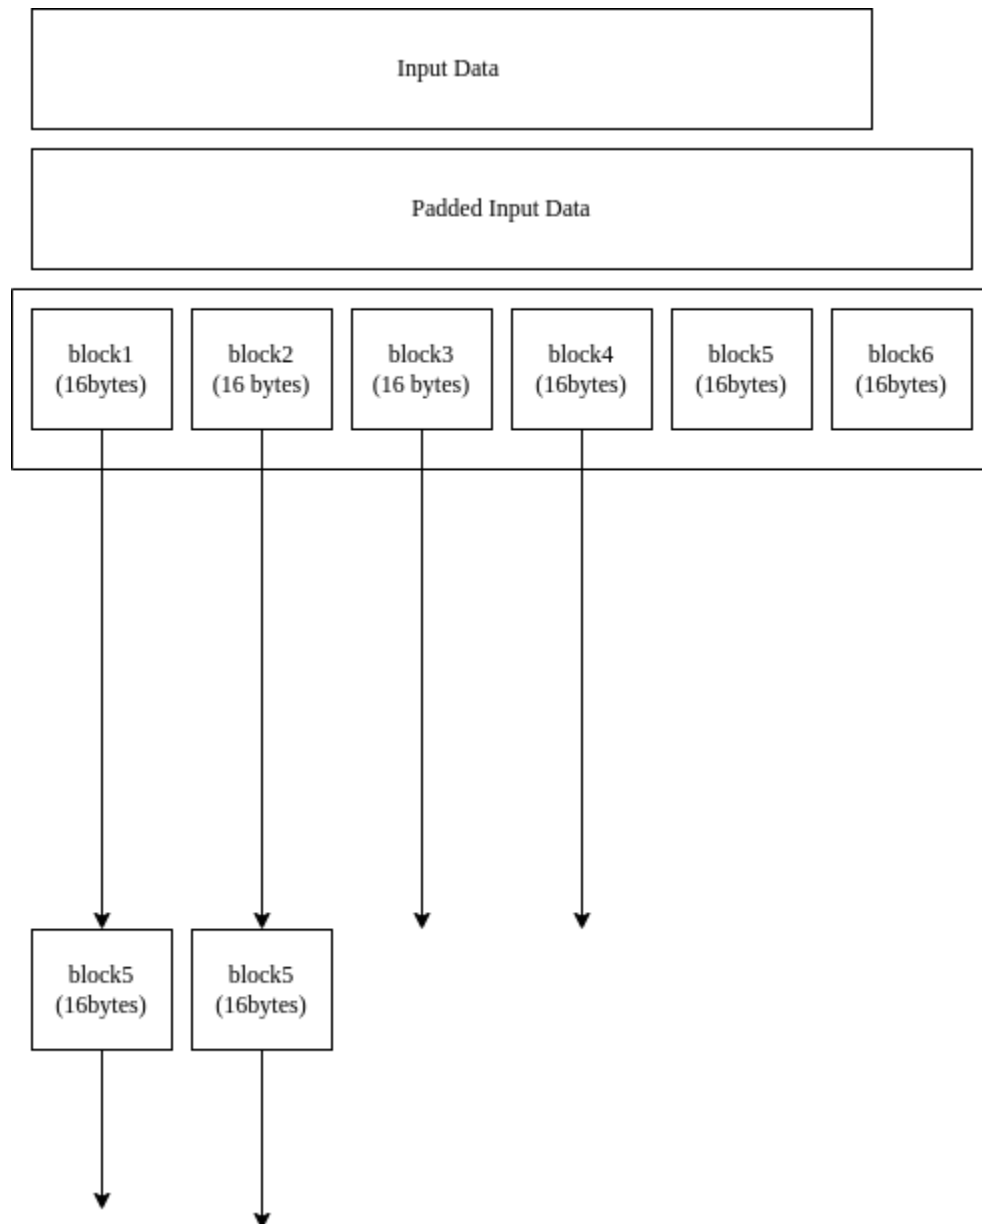 Input Data
Padded Input Data
block1
(16bytes)
block2
(16 bytes)
block3
(16 bytes)
block4
(16bytes)
block5
(16bytes)
block6
(16bytes)
block5
(16bytes)
block5
(16bytes)